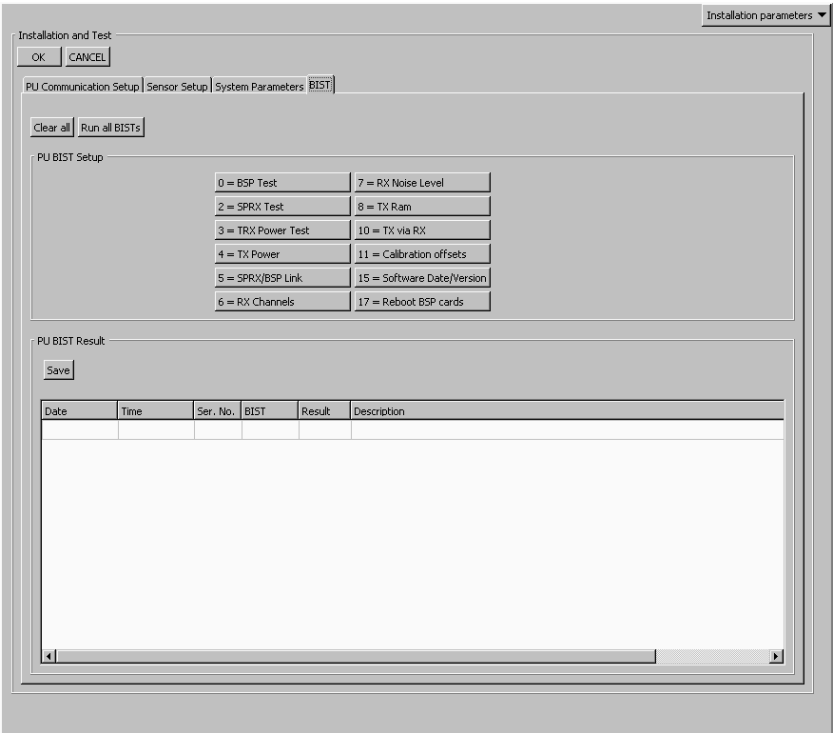 Installation parameters
Installation and Test
OK CANCEL
PU Communication Setup Sensor Setup System Parameters BIST
Clear all Run all BISTs
PU BIST Setup
0 = BSP Test 7 = RX Noise Level
2 = SPRX Test 8 = TX Ram
3 = TRX Power Test 10 = TX via RX
4 = TX Power 11 = Calibration offsets
5 = SPRX/BSP Link 15 = Software Date/Version
6 = RX Channels 17 = Reboot BSP cards
PU BIST Result
Save
Date Time Ser. No. BIST Result Description